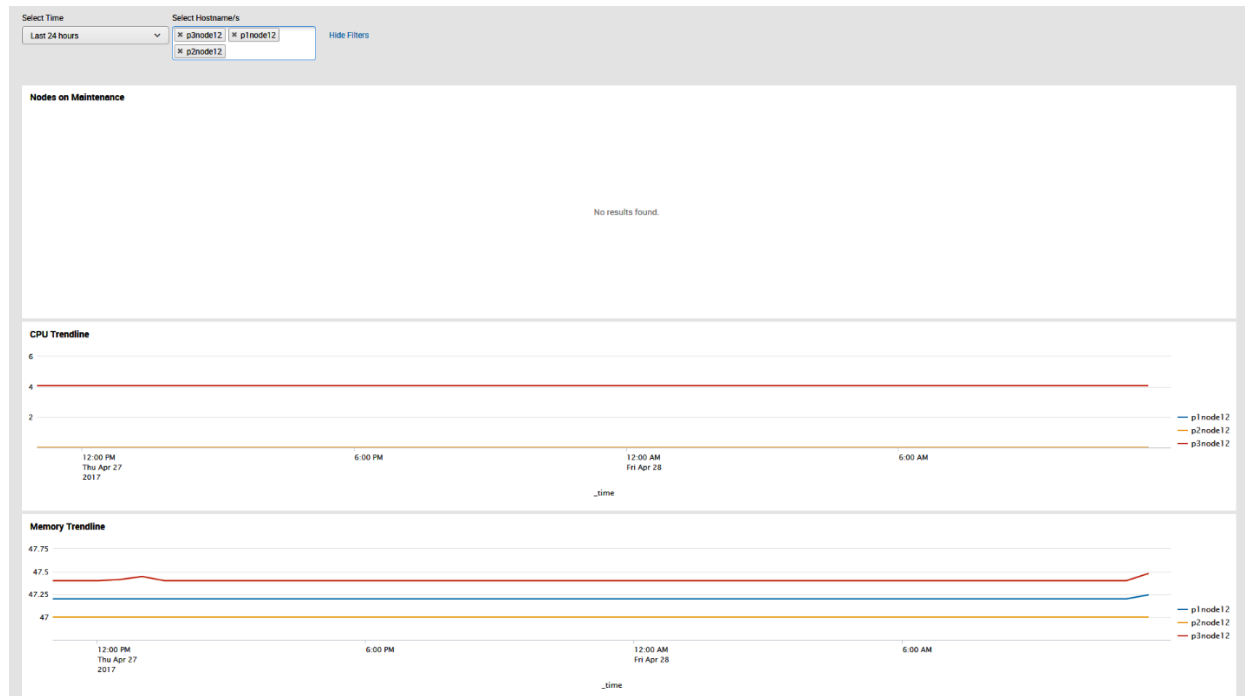 Select Time
Select Hostname/s
Last 24 hours
✖ p3node12 ✖ p1node12
✖ p2node12
Hide Filters
Nodes on Maintenance
No results found.
CPU Trendline
6
4
2
12:00 PM
Thu Apr 27
2017
6:00 PM
12:00 AM
Fri Apr 28
6:00 AM
_time
p1node12
p2node12
p3node12
Memory Trendline
47.75
47.5
47.25
47
12:00 PM
Thu Apr 27
2017
6:00 PM
12:00 AM
Fri Apr 28
6:00 AM
_time
p1node12
p2node12
p3node12